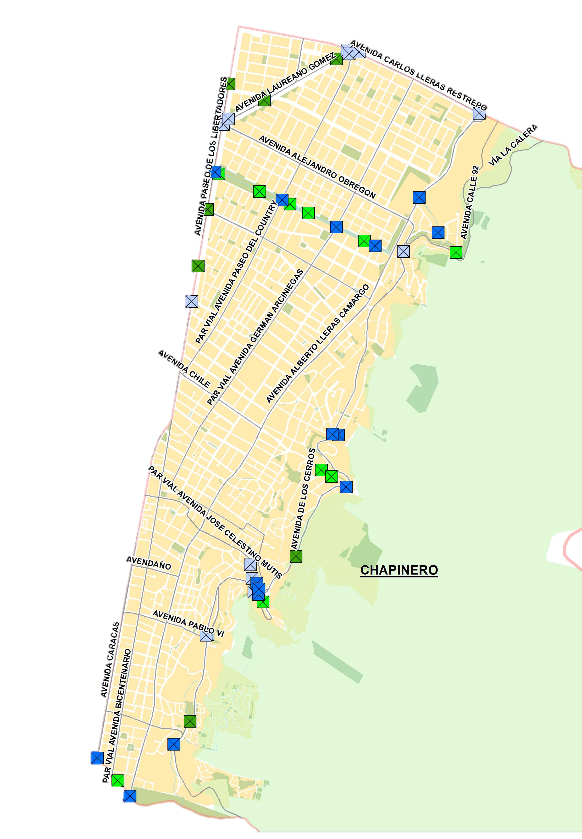 AVENIDA CARLOS LLERAS RESTREPO
AVENIDA LAUREANO GOMEZ
AVENIDA PASEO DE LOS LIBERTADORES
VÍA LA CALERA
AVENIDA ALEJANDRO OBREGON
AVENIDA CALLE 92
PAR VIAL AVENIDA PASEO DEL COUNTRY
PAR VIAL AVENIDA GERMAN ARCINIEGAS
AVENIDA ALBERTO LLERAS CAMARGO
AVENIDA CHILE
AVENIDA DE LOS CERROS
PAR VIAL AVENIDA JOSE CELESTINO MUTIS
AVENDAÑO
CHAPINERO
AVENIDA PABLO VI
AVENIDA CARACAS
PAR VIAL AVENIDA BICENTENARIO